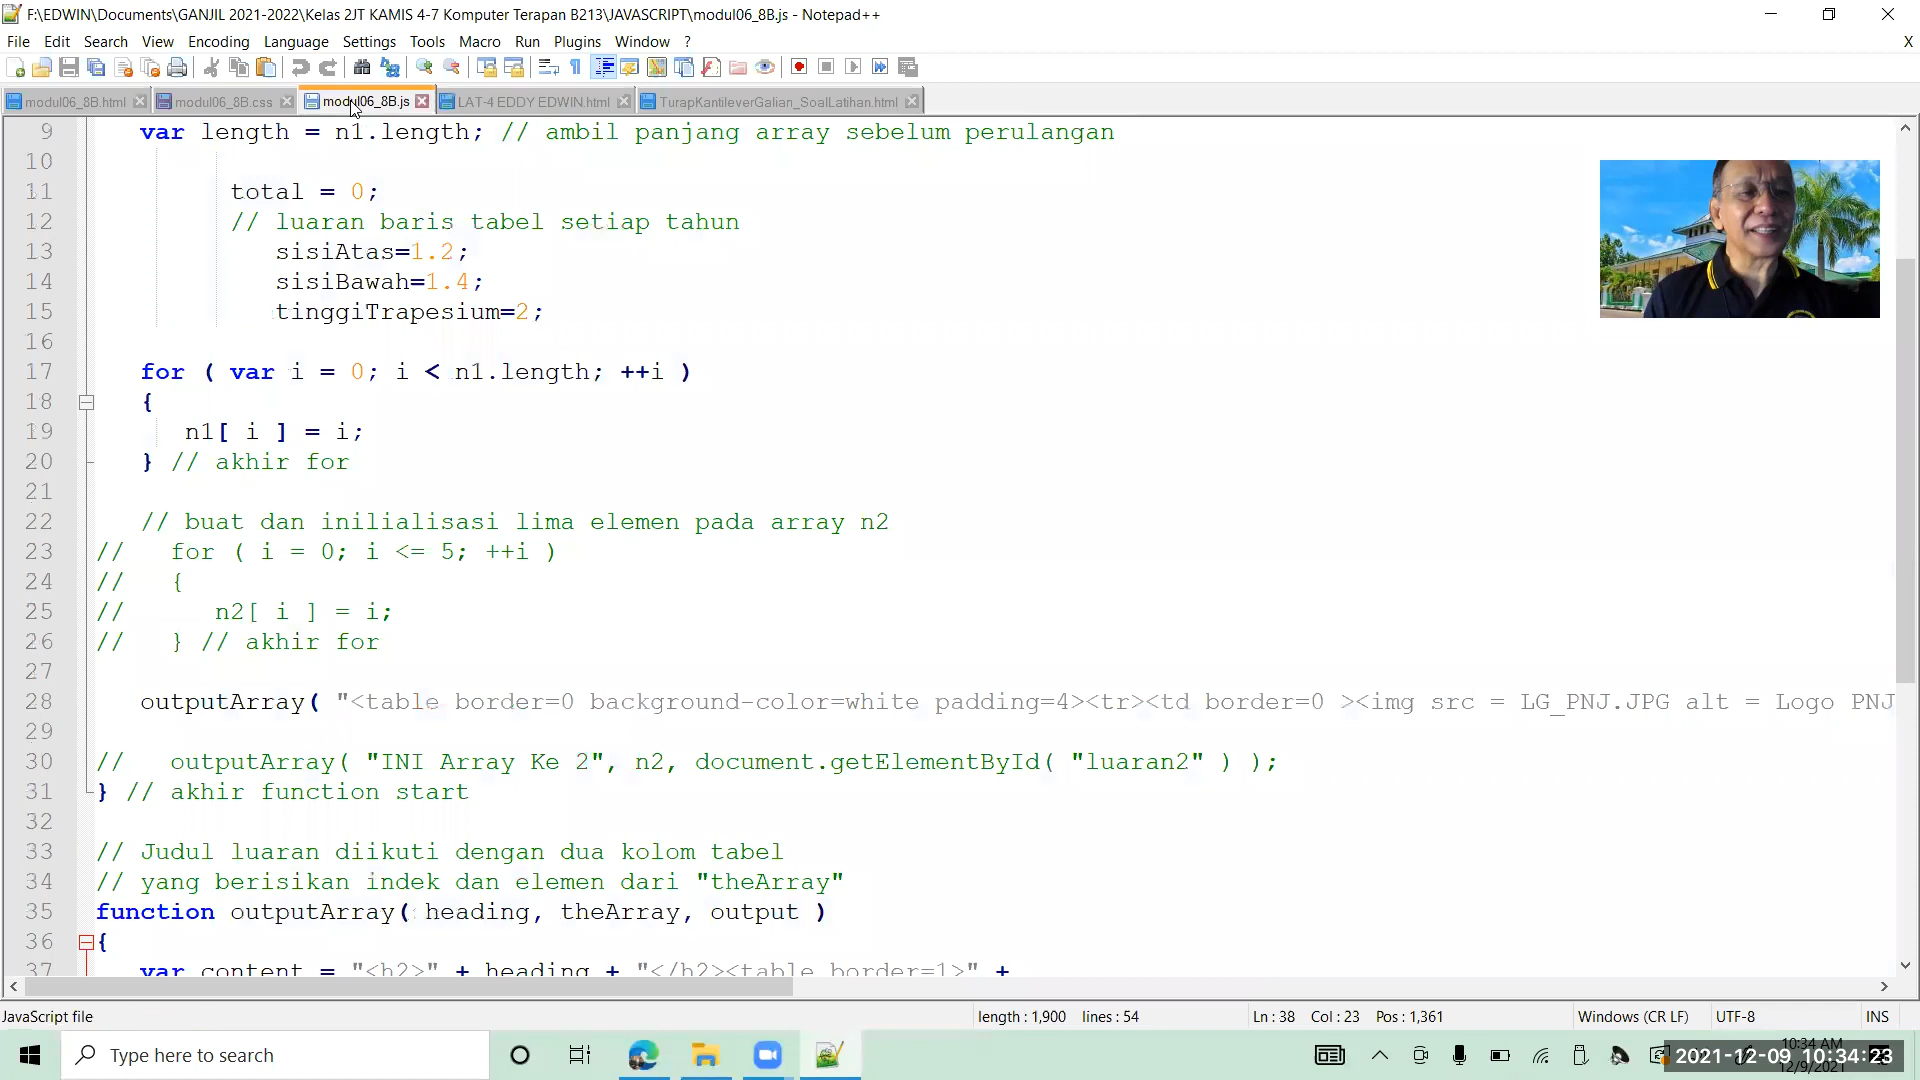 F:\EDWIN\Documents\GANJIL 2021-2022\Kelas 2JT KAMIS 4-7 Komputer Terapan B213\JAVASCRIPT\modul06_8B.js - Notepad++
File Edit Search View Encoding Language Settings Tools Macro Run Plugins Window ? X
modul06_8B.html modul06_8B.css modul06_8B.js LAT-4 EDDY EDWIN.html TurapKantileverGalian_SoalLatihan.html
9 var length = n1.length; // ambil panjang array sebelum perulangan
10
11 total = 0;
12 // luaran baris tabel setiap tahun
13 sisiAtas=1.2;
14 sisiBawah=1.4;
15 tinggiTrapesium=2;
16
17 for ( var i = 0; i < n1.length; ++i )
18 {
19 n1[ i ] = i;
20 } // akhir for
21
22 // buat dan inilialisasi lima elemen pada array n2
23 // for ( i = 0; i <= 5; ++i )
24 // {
25 // n2[ i ] = i;
26 // } // akhir for
27
28 outputArray( "<table border=0 background-color=white padding=4><tr><td border=0 ><img src = LG_PNJ.JPG alt = Logo PNJ
29
30 // outputArray( "INI Array Ke 2", n2, document.getElementById( "luaran2" ) );
31 } // akhir function start
32
33 // Judul luaran diikuti dengan dua kolom tabel
34 // yang berisikan indek dan elemen dari "theArray"
35 function outputArray( heading, theArray, output )
36 {
37 var content = "<h2>" + heading + "</h2><table border=1>" +
JavaScript file length : 1,900 lines : 54 Ln : 38 Col : 23 Pos : 1,361 Windows (CR LF) UTF-8 INS
Type here to search
10:34 AM
2021-12-09 10:34:23
12/9/2021